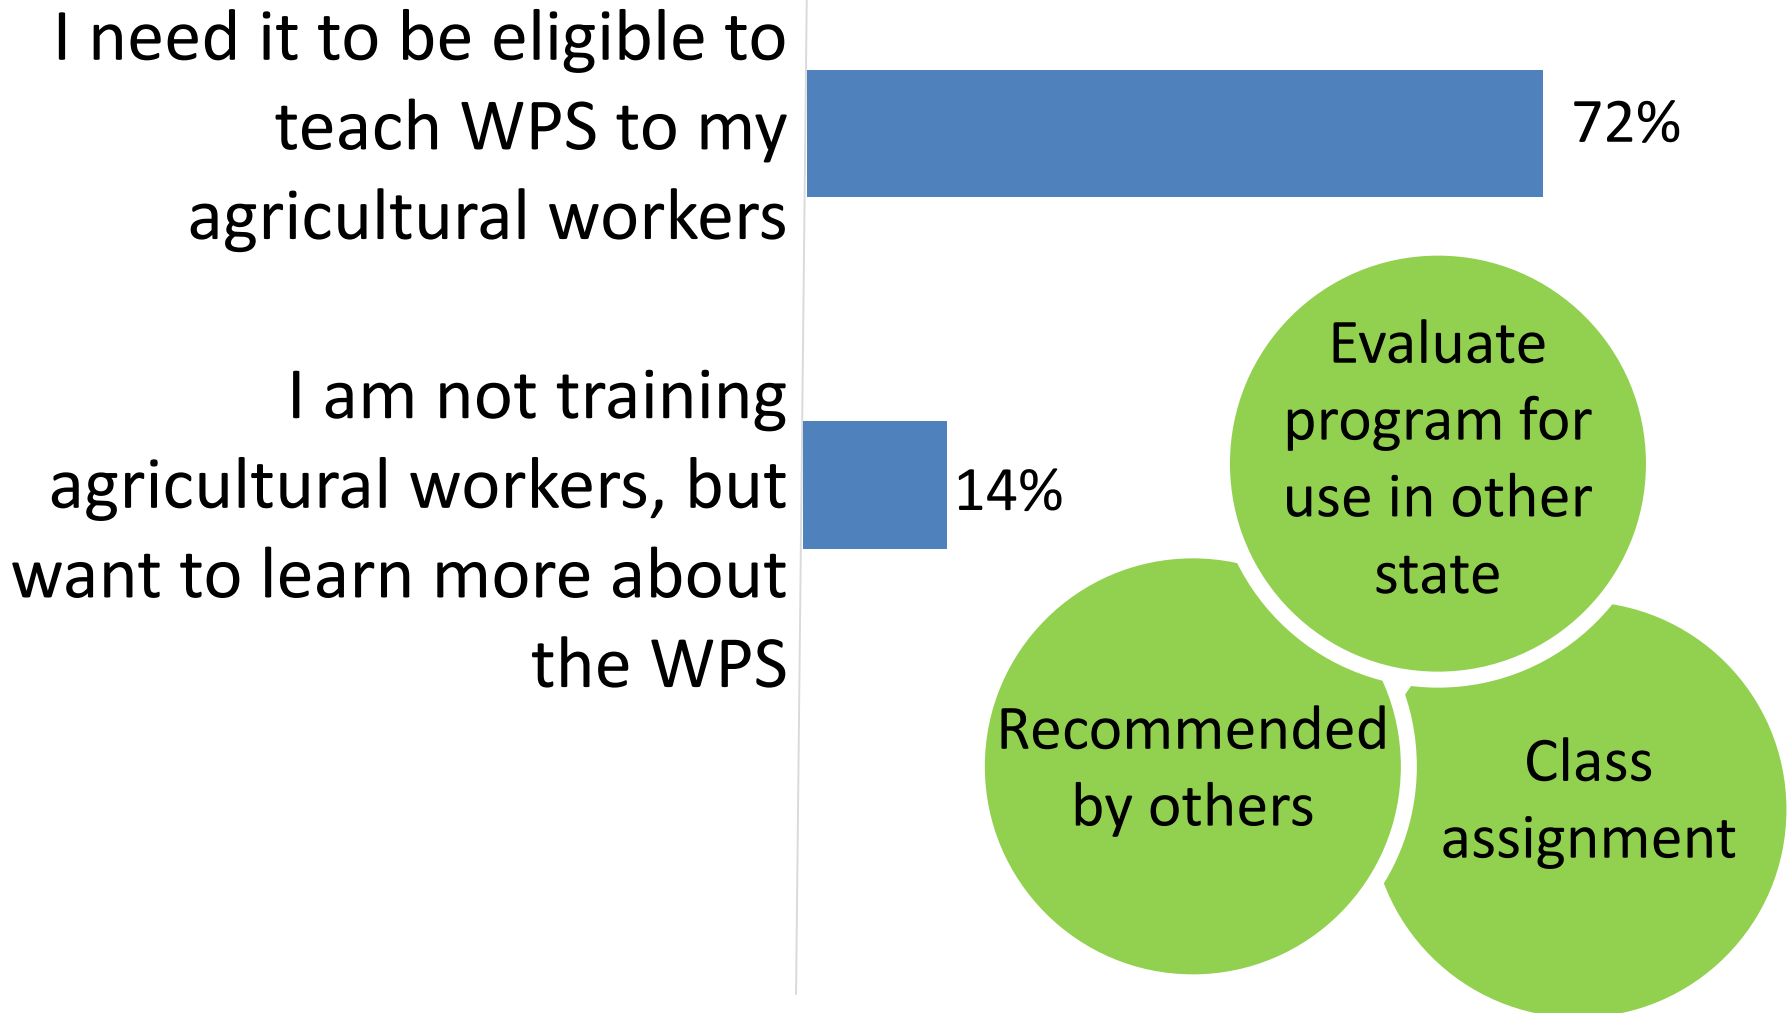 I need it to be eligible to
teach WPS to my
agricultural workers
72%
I am not training
agricultural workers, but
want to learn more about
the WPS
14%
Evaluate
program for
use in other
state
Recommended
by others
Class
assignment